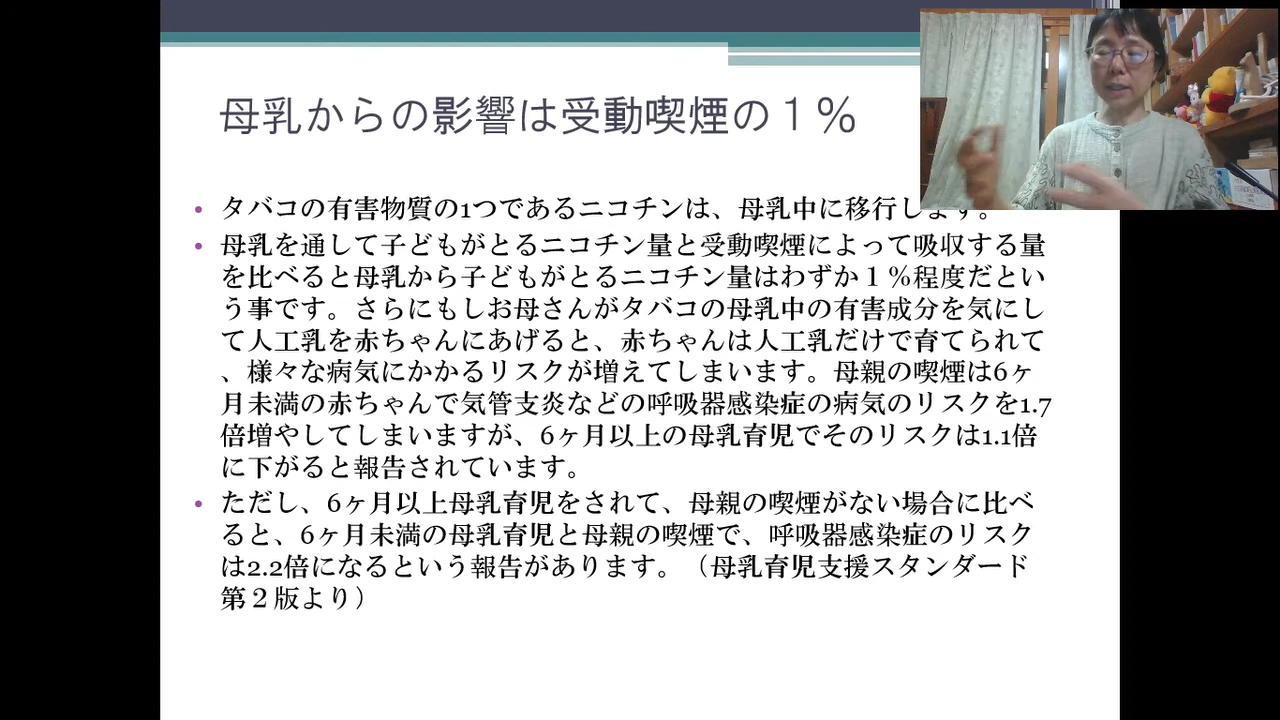 母乳からの影響は受動喫煙の１％
• タバコの有害物質の1つであるニコチンは、母乳中に移行します。
• 母乳を通して子どもがとるニコチン量と受動喫煙によって吸収する量
を比べると母乳から子どもがとるニコチン量はわずか１％程度だとい
う事です。さらにもしお母さんがタバコの母乳中の有害成分を気にし
て人工乳を赤ちゃんにあげると、赤ちゃんは人工乳だけで育てられて
、様々な病気にかかるリスクが増えてしまいます。母親の喫煙は6ヶ
月未満の赤ちゃんで気管支炎などの呼吸器感染症の病気のリスクを1.7
倍増やしてしまいますが、6ヶ月以上の母乳育児でそのリスクは1.1倍
に下がると報告されています。
• ただし、6ヶ月以上母乳育児をされて、母親の喫煙がない場合に比べ
ると、6ヶ月未満の母乳育児と母親の喫煙で、呼吸器感染症のリスク
は2.2倍になるという報告があります。（母乳育児支援スタンダード
第２版より）